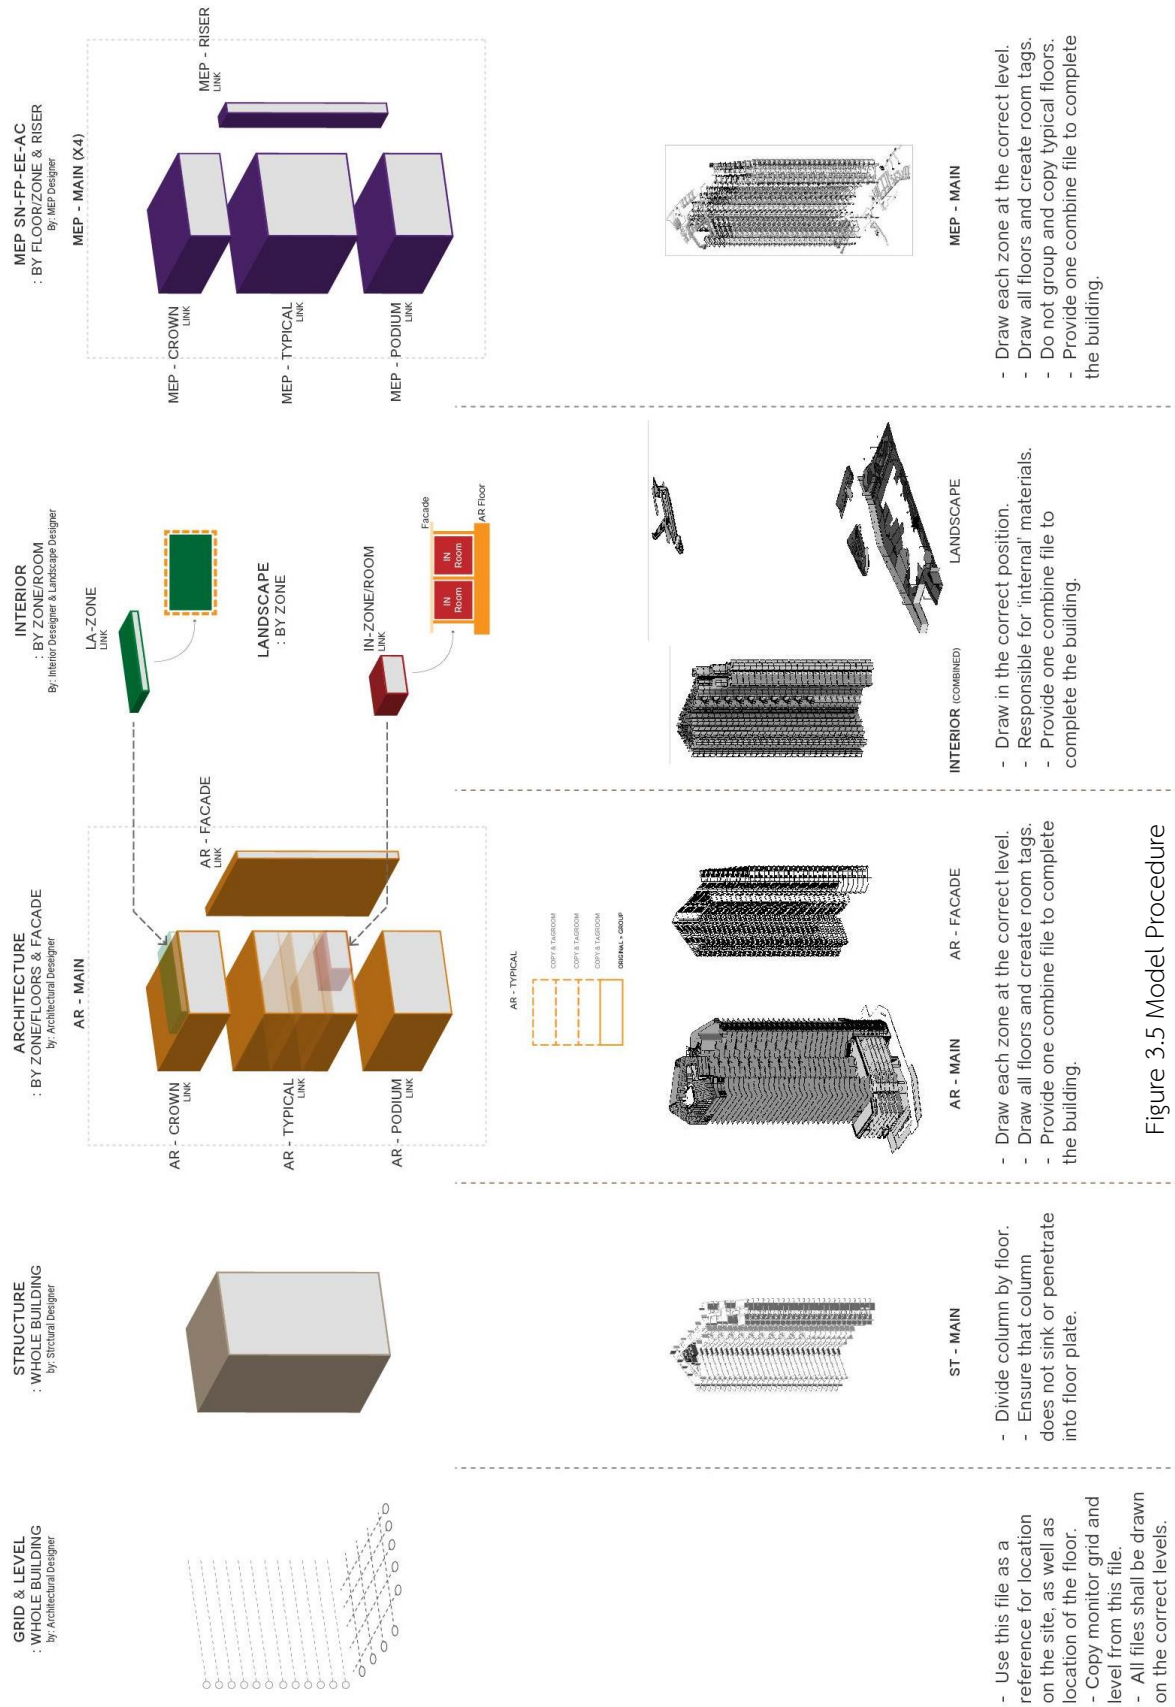 GRID & LEVEL
: WHOLE BUILDING
by: Architectural Designer
- Use this file as a
reference for location
on the site, as well as
location of the floor.
- Copy monitor grid and
level from this file.
- All files shall be drawn
on the correct levels.
STRUCTURE
: WHOLE BUILDING
by: Strctural Designer
ST - MAIN
- Divide column by floor.
- Ensure that column
does not sink or penetrate
into floor plate.
ARCHITECTURE
: BY ZONE/FLOORS & FACADE
by: Architectural Deseigner
AR - MAIN
AR - CROWN
LINK
AR - TYPICAL
LINK
AR - PODIUM
LINK
AR - FACADE
LINK
AR - TYPICAL
COPY & TAGROOM
COPY & TAGROOM
COPY & TAGROOM
ORIGINAL > GROUP
AR - MAIN
AR - FACADE
- Draw each zone at the correct level.
- Draw all floors and create room tags.
- Provide one combine file to complete
the building.
INTERIOR
: BY ZONE/ROOM
By: Interior Deseigner & Landscape Designer
LA-ZONE
LINK
LANDSCAPE
: BY ZONE
IN-ZONE/ROOM
LINK
Facade
IN
Room
IN
Room
AR Floor
INTERIOR (COMBINED)
LANDSCAPE
- Draw in the correct position.
- Responsible for ‘internal’ materials.
- Provide one combine file to
complete the building.
MEP SN-FP-EE-AC
: BY FLOOR/ZONE & RISER
By: MEP Designer
MEP - MAIN (X4)
MEP - CROWN
LINK
MEP - TYPICAL
LINK
MEP - PODIUM
LINK
MEP - RISER
LINK
MEP - MAIN
- Draw each zone at the correct level.
- Draw all floors and create room tags.
- Do not group and copy typical floors.
- Provide one combine file to complete
the building.
Figure 3.5 Model Procedure